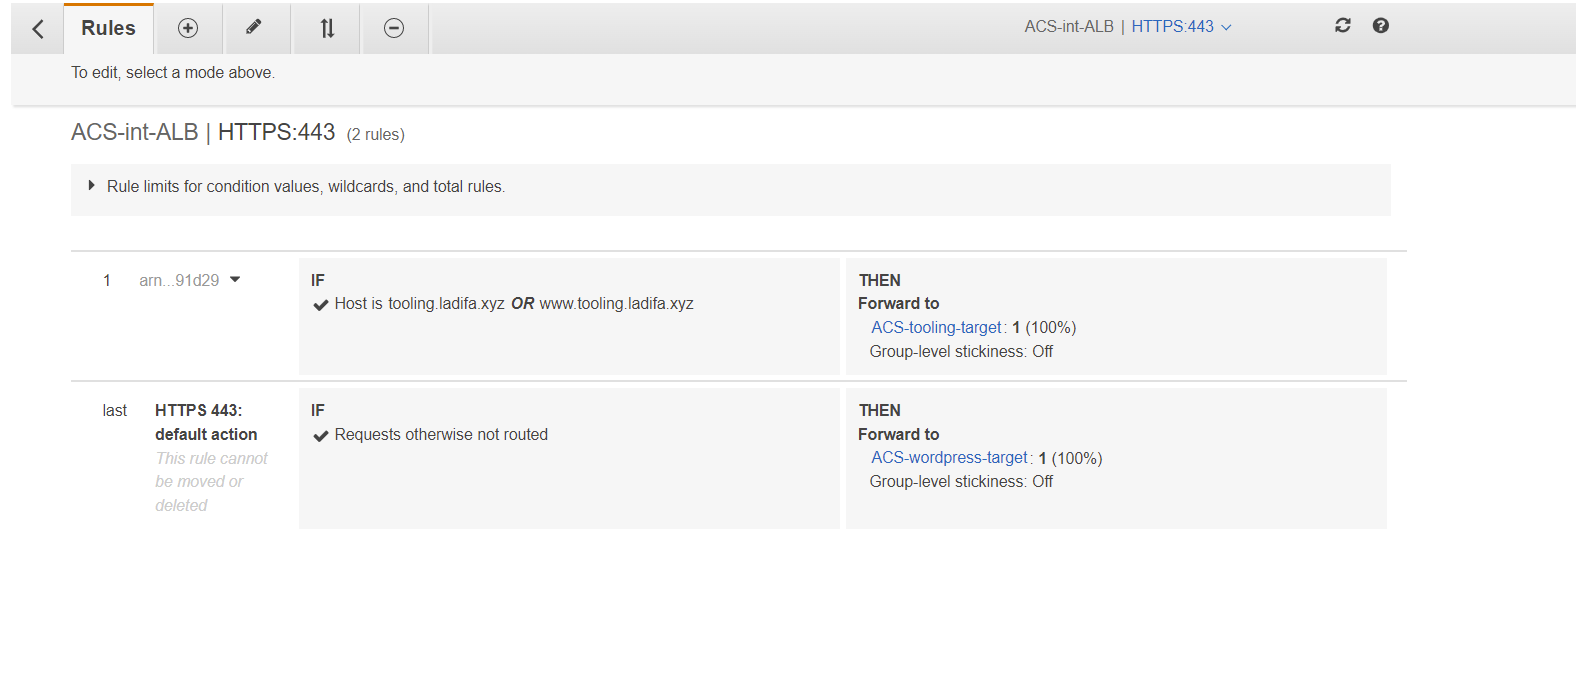 Rules
ACS-int-ALB | HTTPS:443
To edit, select a mode above.
ACS-int-ALB | HTTPS:443 (2 rules)
Rule limits for condition values, wildcards, and total rules.
1 arn...91d29
IF
Host is tooling.ladifa.xyz OR www.tooling.ladifa.xyz
THEN
Forward to
ACS-tooling-target: 1 (100%)
Group-level stickiness: Off
last
HTTPS 443:
default action
This rule cannot
be moved or
deleted
IF
Requests otherwise not routed
THEN
Forward to
ACS-wordpress-target: 1 (100%)
Group-level stickiness: Off